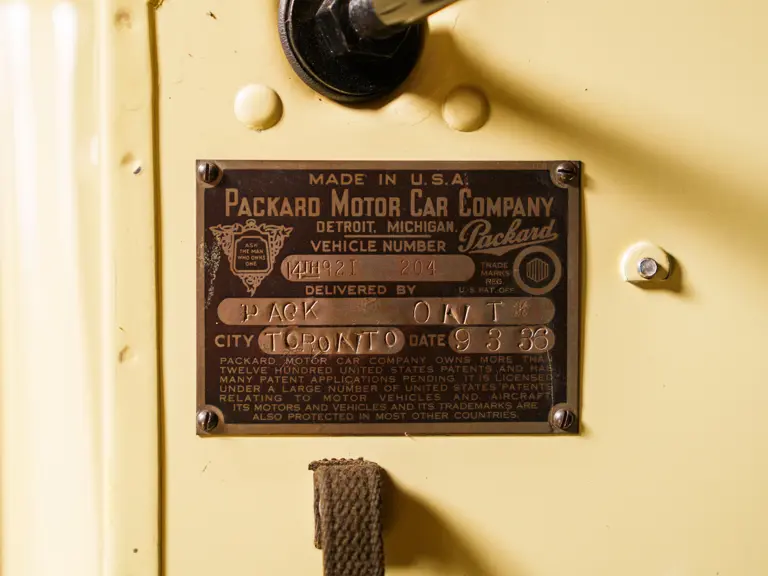 MADE IN U.S.A.
PACKARD MOTOR CAR COMPANY
DETROIT, MICHIGAN.
Packard
VEHICLE NUMBER
ASK
THE MAN
WHO OWNS
ONE
921 204
TRADE
MARKS
REG.
U.S. PAT. OFF.
DELIVERED BY
PACK ONT
CITY TORONTO DATE 9 3 36
PACKARD MOTOR CAR COMPANY OWNS MORE THAN
TWELVE HUNDRED UNITED STATES PATENTS AND HAS
MANY PATENT APPLICATIONS PENDING. IT IS LICENSED
UNDER A LARGE NUMBER OF UNITED STATES PATENTS
RELATING TO MOTOR VEHICLES AND AIRCRAFT.
ITS MOTORS AND VEHICLES AND ITS TRADEMARKS ARE
ALSO PROTECTED IN MOST OTHER COUNTRIES.